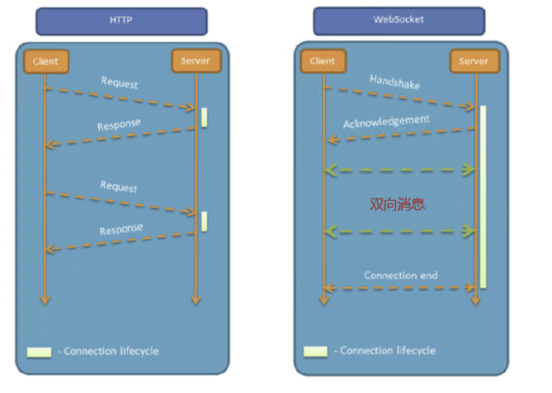 HTTP
Client
Server
Request
Response
Request
Response
- Connection lifecycle
WebSocket
Client
Server
Handshake
Acknowledgement
双向消息
Connection end
- Connection lifecycle